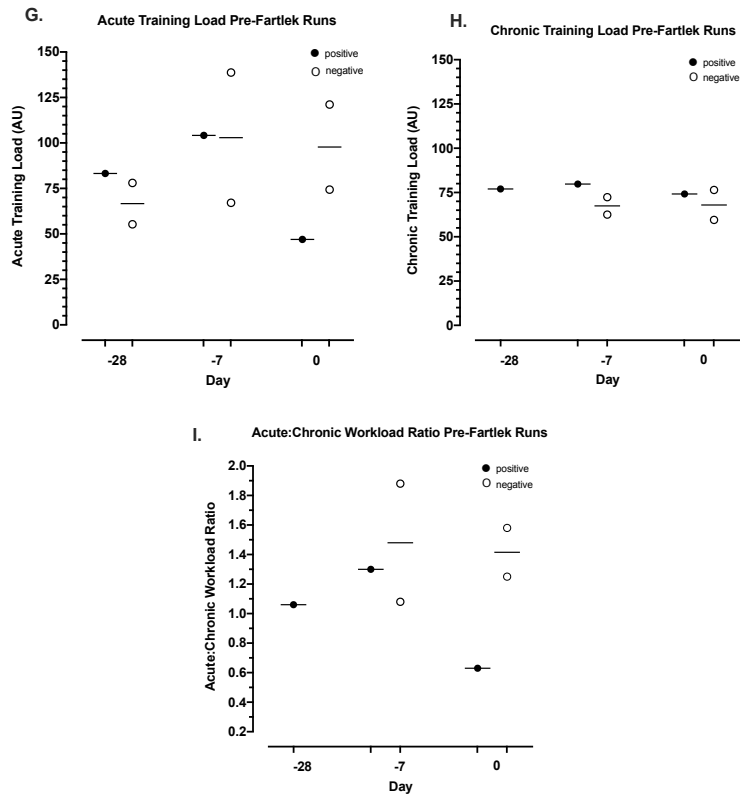 G.
Acute Training Load Pre-Fartlek Runs
positive
negative
150
125
100
75
50
25
0
Acute Training Load (AU)
-28
-7
0
Day
H.
Chronic Training Load Pre-Fartlek Runs
positive
negative
150
100
75
50
25
0
Chronic Training Load (AU)
-28
-7
0
Day
I.
Acute:Chronic Workload Ratio Pre-Fartlek Runs
positive
negative
2.0
1.8
1.6
1.4
1.2
1.0
0.8
0.6
0.4
0.2
Acute:Chronic Workload Ratio
-28
-7
0
Day